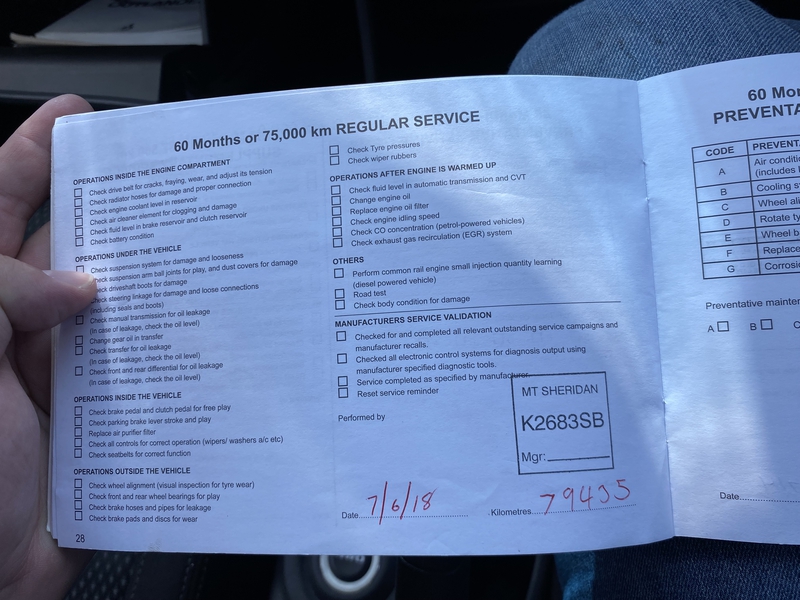 60 Months or 75,000 km REGULAR SERVICE
OPERATIONS INSIDE THE ENGINE COMPARTMENT
Check drive belt for cracks, fraying, wear, and adjust its tension
Check radiator hoses for damage and proper connection
Check engine coolant level in reservoir
Check air cleaner element for clogging and damage
Check fluid level in brake reservoir and clutch reservoir
Check battery condition
OPERATIONS UNDER THE VEHICLE
Check suspension system for damage and looseness
Check suspension arm ball joints for play, and dust covers for damage
Check driveshaft boots for damage
Check steering linkage for damage and loose connections
(including seals and boots)
Check manual transmission for oil leakage
(In case of leakage, check the oil level)
Change gear oil in transfer
Check transfer for oil leakage
(In case of leakage, check the oil level)
Check front and rear differential for oil leakage
(In case of leakage, check the oil level)
OPERATIONS INSIDE THE VEHICLE
Check brake pedal and clutch pedal for free play
Check parking brake lever stroke and play
Replace air purifier filter
Check all controls for correct operation (wipers/ washers a/c etc)
Check seatbelts for correct function
OPERATIONS OUTSIDE THE VEHICLE
Check wheel alignment (visual inspection for tyre wear)
Check front and rear wheel bearings for play
Check brake hoses and pipes for leakage
Check brake pads and discs for wear
28
Check Tyre pressures
Check wiper rubbers
OPERATIONS AFTER ENGINE IS WARMED UP
Check fluid level in automatic transmission and CVT
Change engine oil
Replace engine oil filter
Check engine idling speed
Check CO concentration (petrol-powered vehicles)
Check exhaust gas recirculation (EGR) system
OTHERS
Perform common rail engine small injection quantity learning
(diesel powered vehicle)
Road test
Check body condition for damage
MANUFACTURERS SERVICE VALIDATION
Checked for and completed all relevant outstanding service campaigns and
manufacturer recalls.
Checked all electronic control systems for diagnosis output using
manufacturer specified diagnostic tools.
Service completed as specified by manufacturer.
Reset service reminder
Performed by
MT SHERIDAN
K2683SB
Mgr:
Date 7/6/18 Kilometres 79435
60 Mon
PREVENTA
CODE PREVENT
A Air conditi
(includes
B Cooling s
C Wheel ali
D Rotate ty
E Wheel b
F Replace
G Corrosi
Preventative mainten
A B C
Date